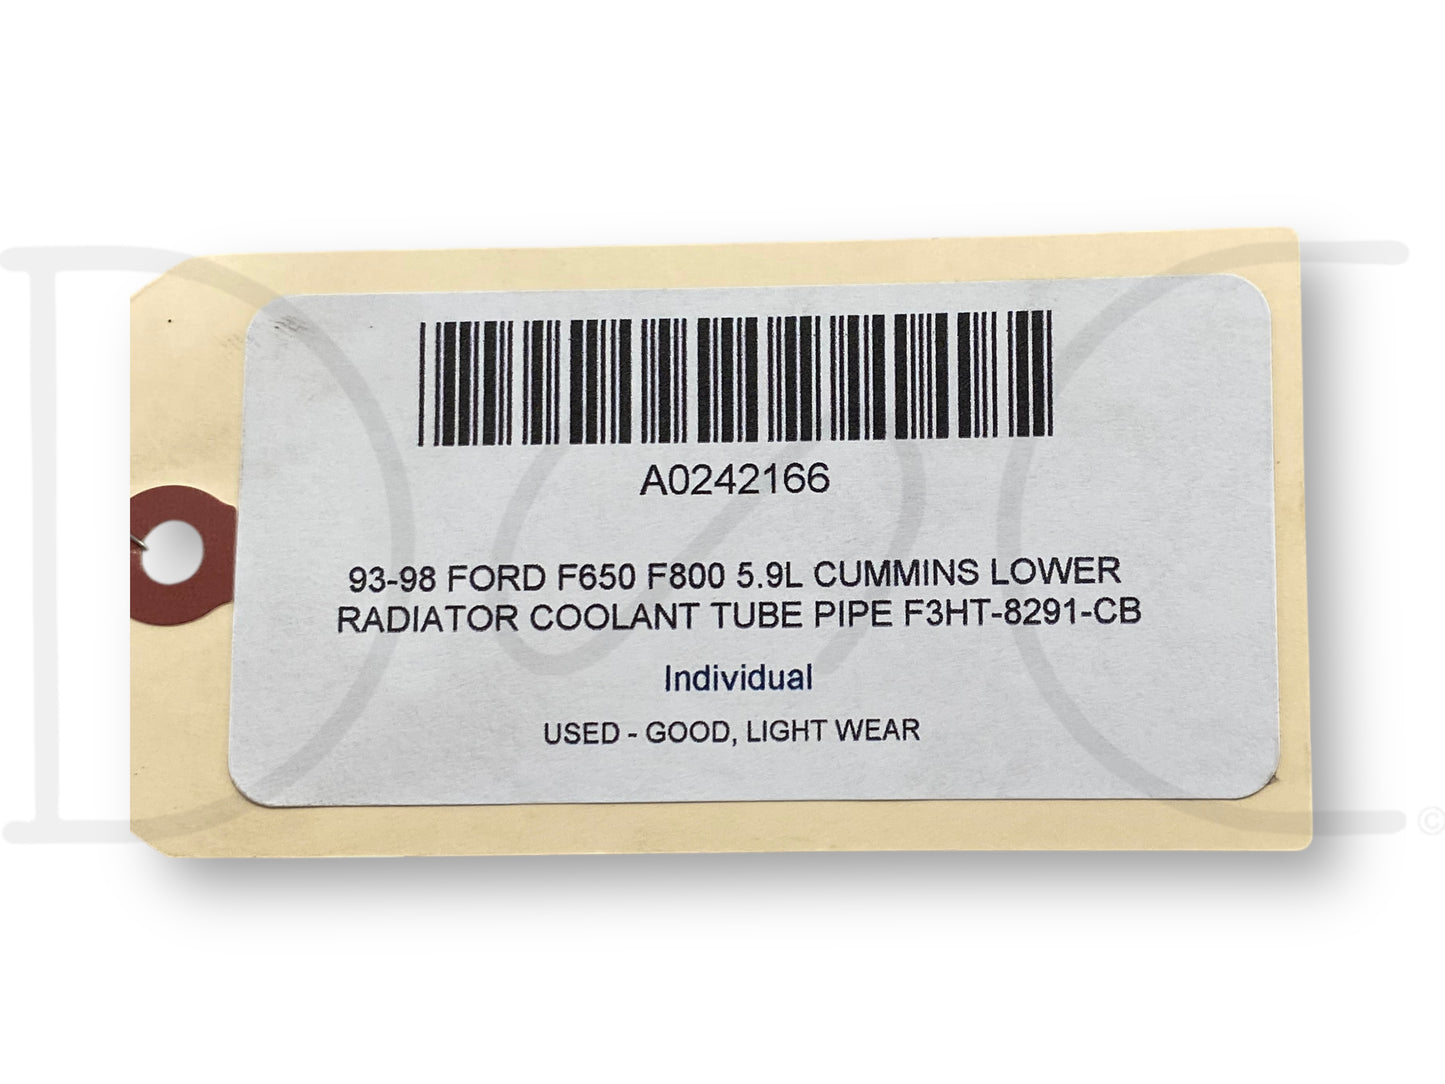 A0242166
93-98 FORD F650 F800 5.9L CUMMINS LOWER
RADIATOR COOLANT TUBE PIPE F3HT-8291-CB
Individual
USED - GOOD, LIGHT WEAR
D&C
©